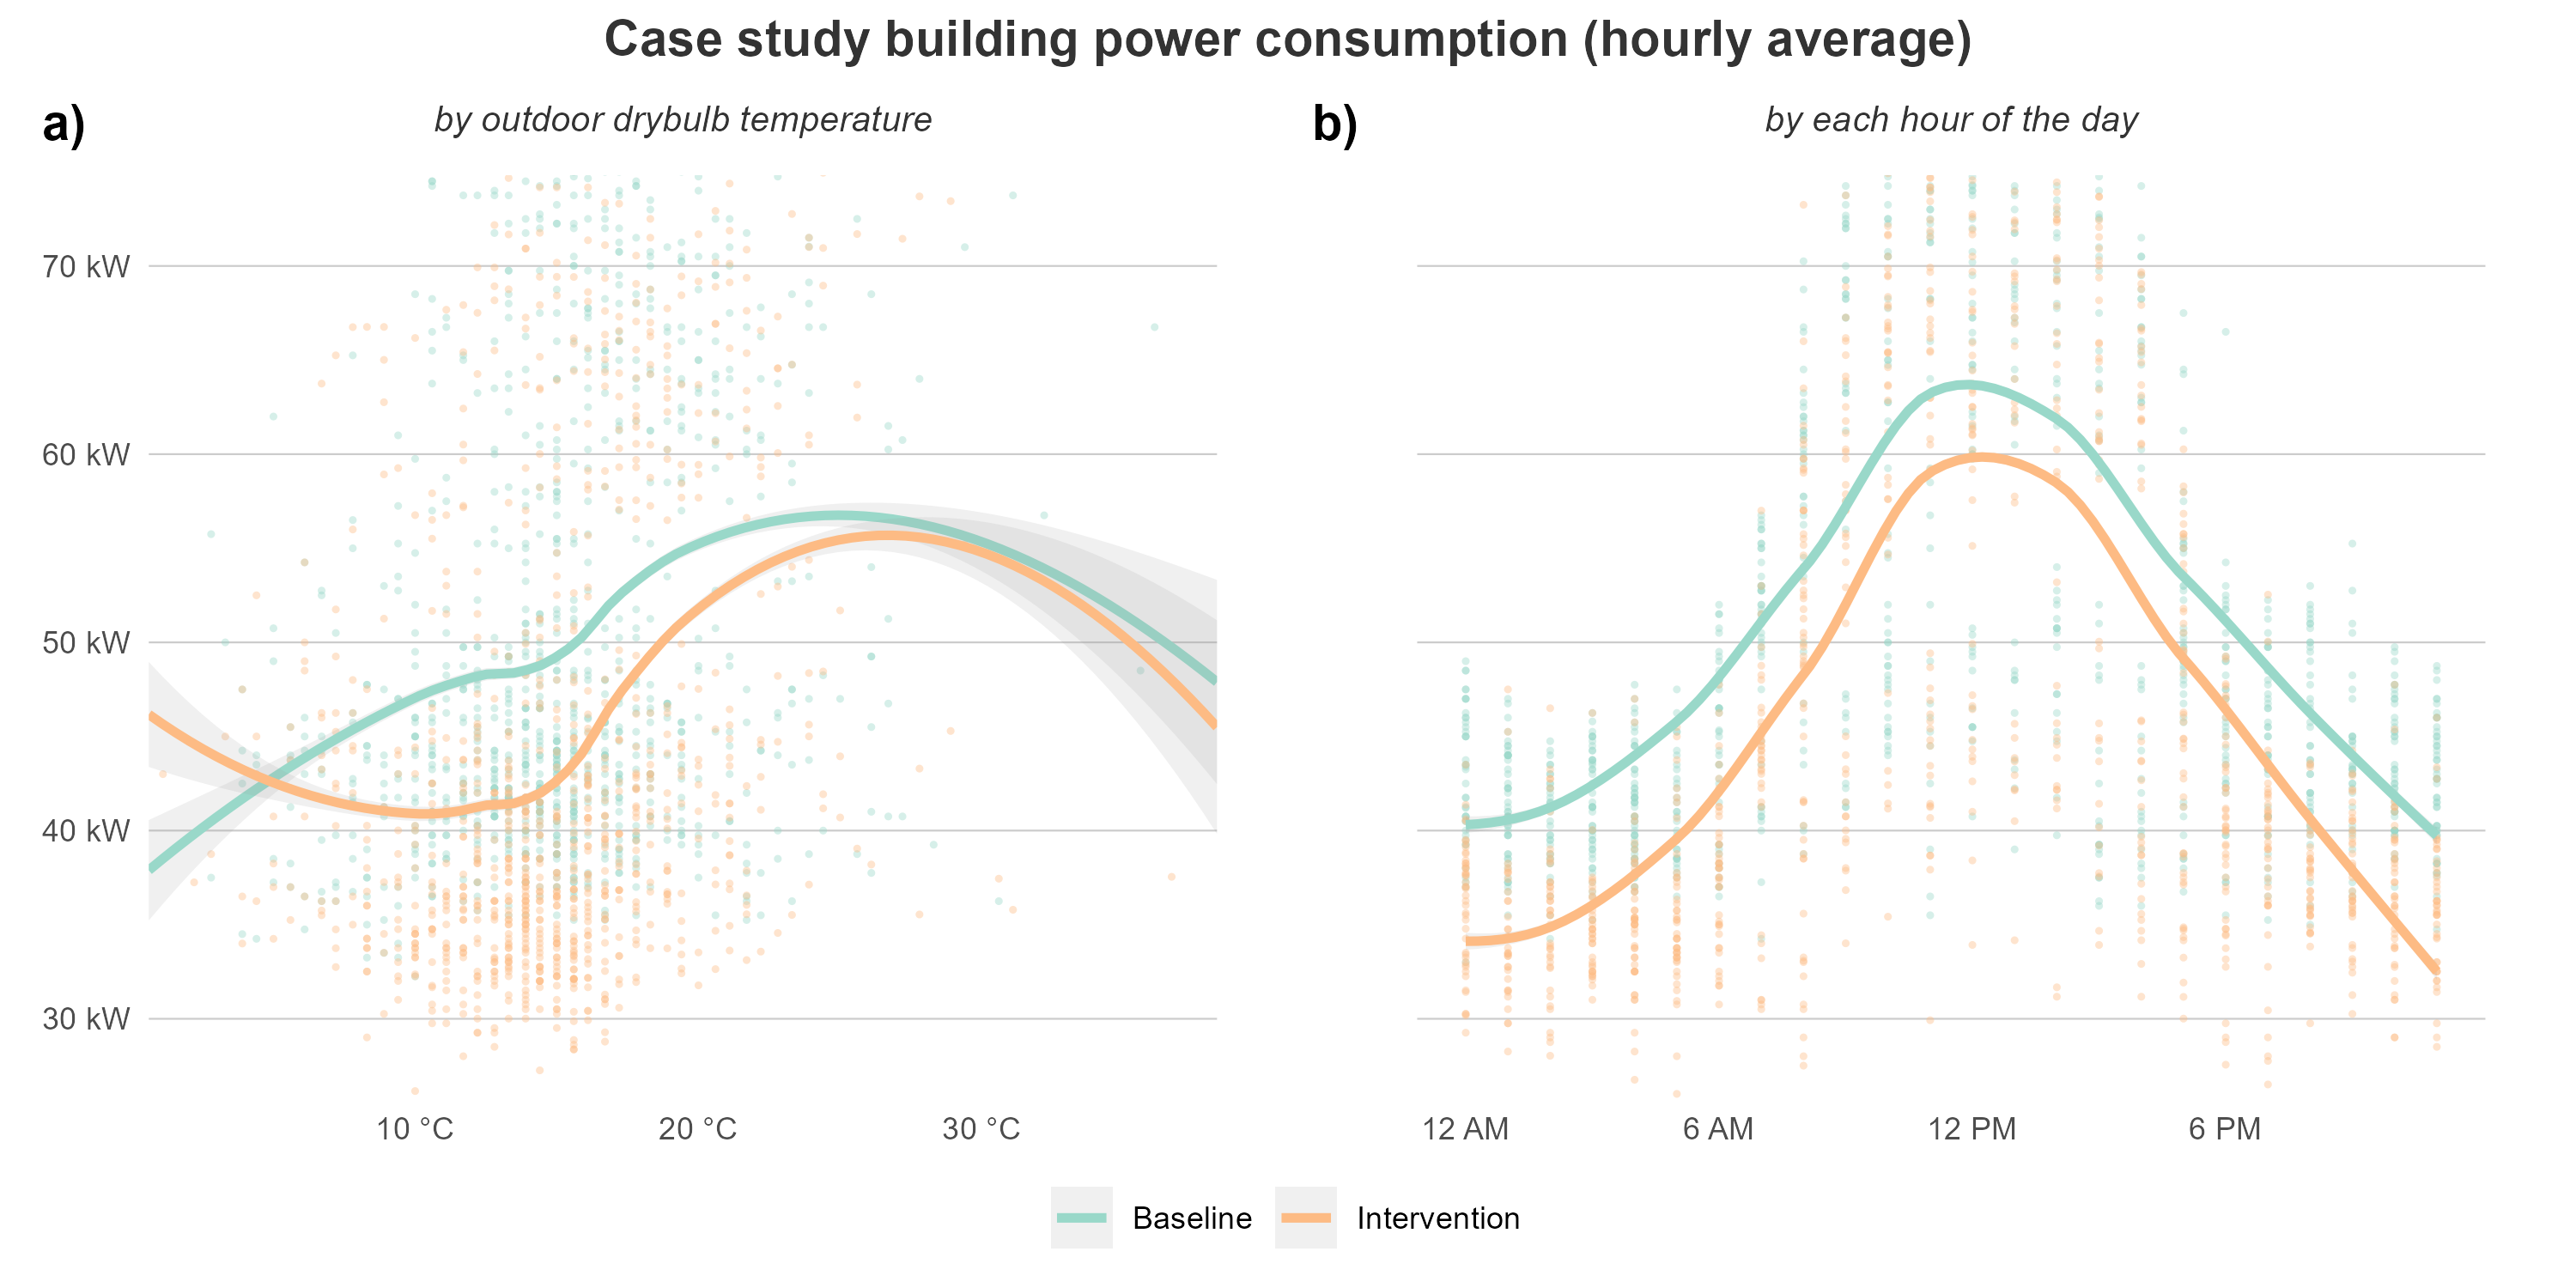 Case study building power consumption (hourly average)
a)
by outdoor drybulb temperature
b)
by each hour of the day
70 kW
60 kW
50 kW
40 kW
30 kW
10 °C
20 °C
30 °C
12 AM
6 AM
12 PM
6 PM
Baseline
Intervention